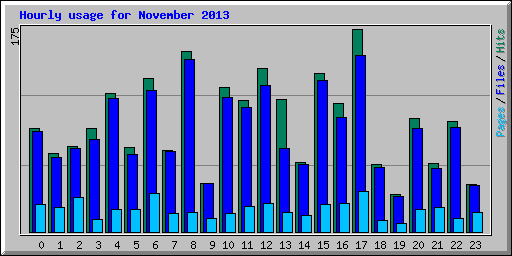 Hourly usage for November 2013
175
Pages/Files/Hits
0 1 2 3 4 5 6 7 8 9 10 11 12 13 14 15 16 17 18 19 20 21 22 23